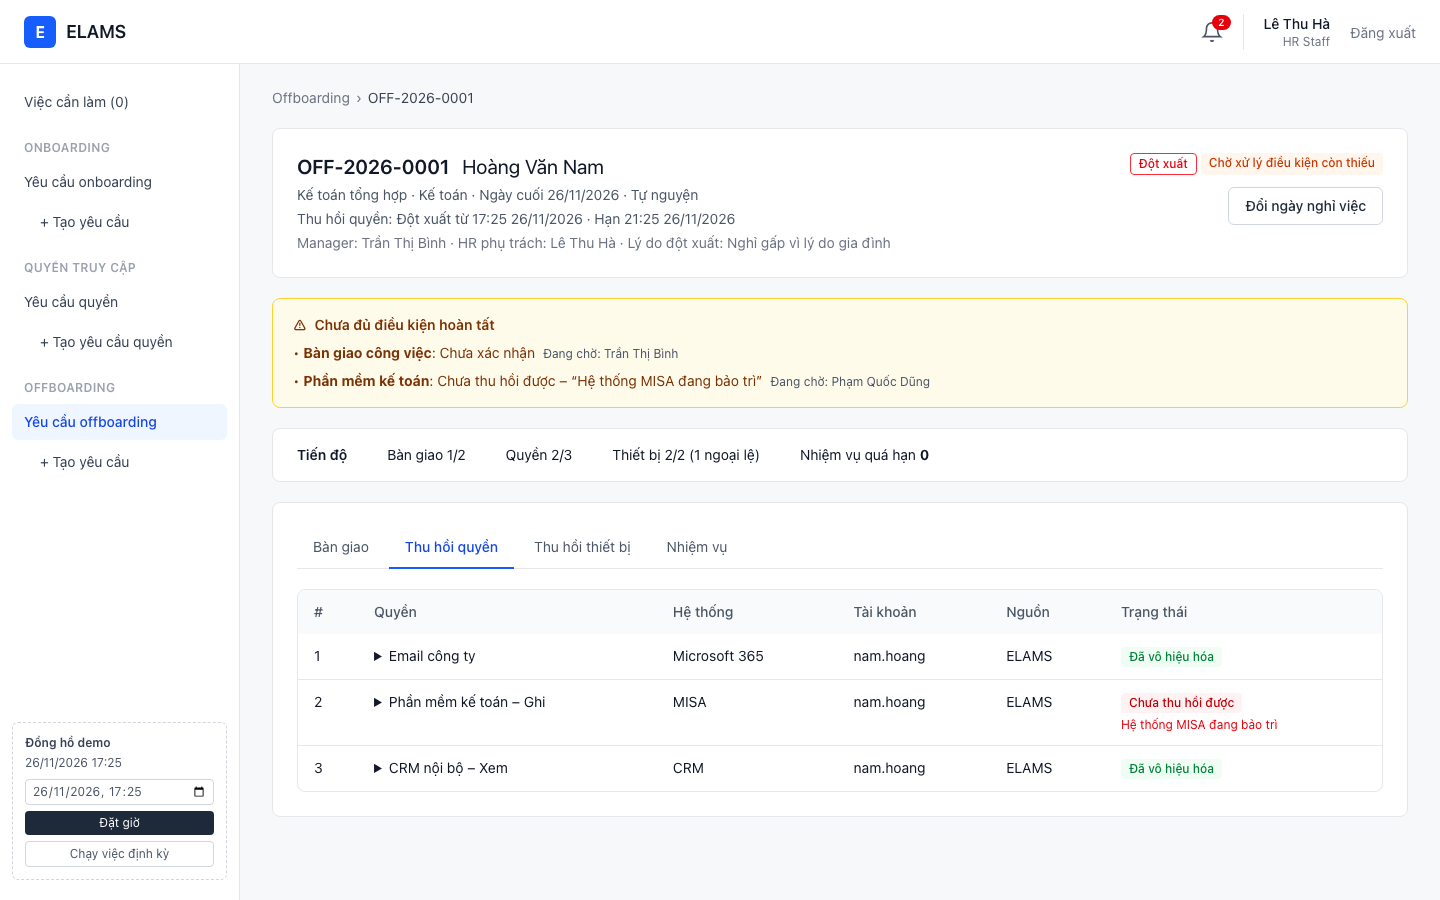 E ELAMS
2
Lê Thu Hà
HR Staff
Đăng xuất
Việc cần làm (0)
ONBOARDING
Yêu cầu onboarding
+ Tạo yêu cầu
QUYỀN TRUY CẬP
Yêu cầu quyền
+ Tạo yêu cầu quyền
OFFBOARDING
Yêu cầu offboarding
+ Tạo yêu cầu
Đồng hồ demo
26/11/2026 17:25
26/11/2026, 17:25
Đặt giờ
Chạy việc định kỳ
Offboarding › OFF-2026-0001
OFF-2026-0001 Hoàng Văn Nam
Đột xuất Chờ xử lý điều kiện còn thiếu
Kế toán tổng hợp · Kế toán · Ngày cuối 26/11/2026 · Tự nguyện
Đổi ngày nghỉ việc
Thu hồi quyền: Đột xuất từ 17:25 26/11/2026 · Hạn 21:25 26/11/2026
Manager: Trần Thị Bình · HR phụ trách: Lê Thu Hà · Lý do đột xuất: Nghỉ gấp vì lý do gia đình
Chưa đủ điều kiện hoàn tất
• Bàn giao công việc: Chưa xác nhận Đang chờ: Trần Thị Bình
• Phần mềm kế toán: Chưa thu hồi được – “Hệ thống MISA đang bảo trì” Đang chờ: Phạm Quốc Dũng
Tiến độ Bàn giao 1/2 Quyền 2/3 Thiết bị 2/2 (1 ngoại lệ) Nhiệm vụ quá hạn 0
Bàn giao Thu hồi quyền Thu hồi thiết bị Nhiệm vụ
# Quyền Hệ thống Tài khoản Nguồn Trạng thái
1 ▶ Email công ty Microsoft 365 nam.hoang ELAMS Đã vô hiệu hóa
2 ▶ Phần mềm kế toán – Ghi MISA nam.hoang ELAMS Chưa thu hồi được
Hệ thống MISA đang bảo trì
3 ▶ CRM nội bộ – Xem CRM nam.hoang ELAMS Đã vô hiệu hóa